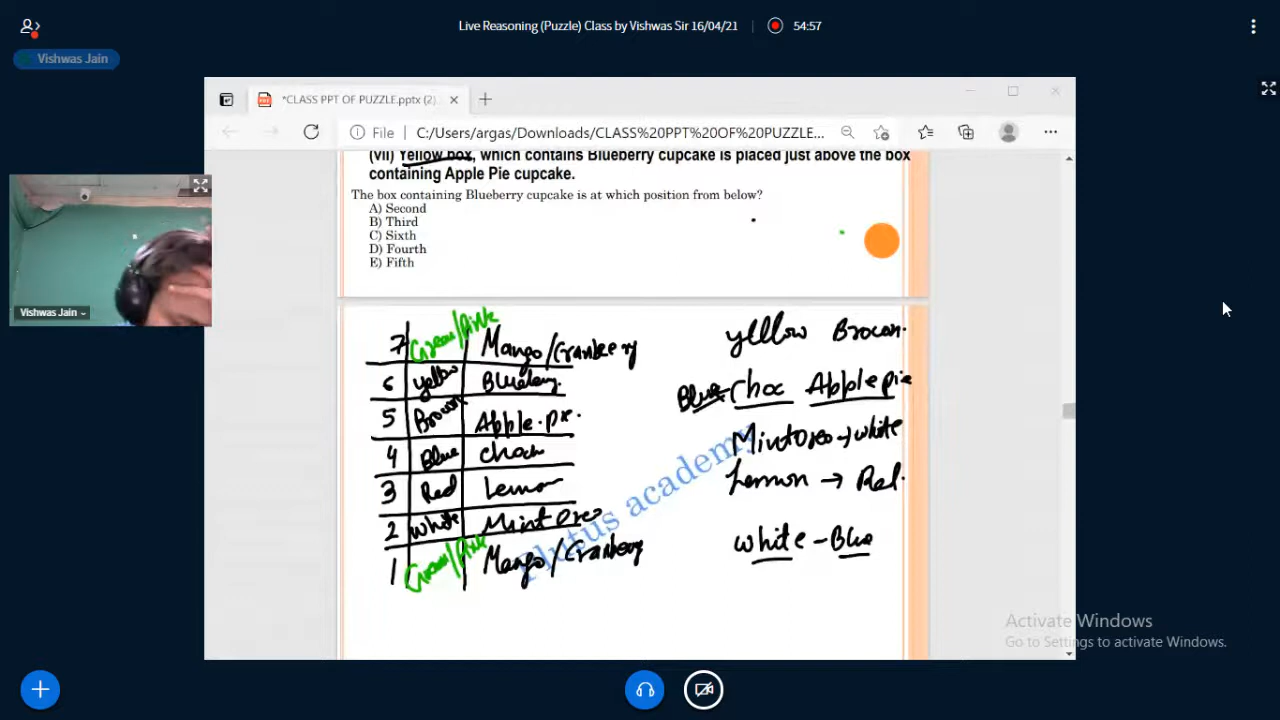 Live Reasoning (Puzzle) Class by Vishwas Sir 16/04/21
54:57
Vishwas Jain
*CLASS PPT OF PUZZLE.pptx (2)
File
C:/Users/argas/Downloads/CLASS%20PPT%20OF%20PUZZLE...
(VII) Yellow box, which contains Blueberry cupcake is placed just above the box
containing Apple Pie cupcake.
The box containing Blueberry cupcake is at which position from below?
A) Second
B) Third
C) Sixth
D) Fourth
E) Fifth
Vishwas Jain
7 Green/Pink Mango/Cranberry
6 Yellow Blueberry.
5 Brown Apple.pie.
4 Blue Choco
3 Red Lemon
2 White Mint Oreo
1 Green/Pink Mango/Cranberry
Yelllow Brown.
Blue Choc Apple pie
Mint Oreo → white
Lemon → Red.
white - Blue
Plutus academy
Activate Windows
Go to Settings to activate Windows.